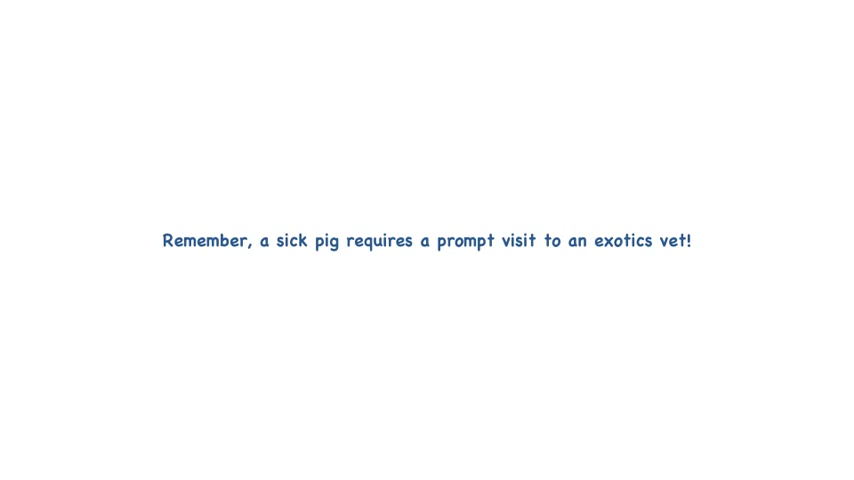 Remember, a sick pig requires a prompt visit to an exotics vet!